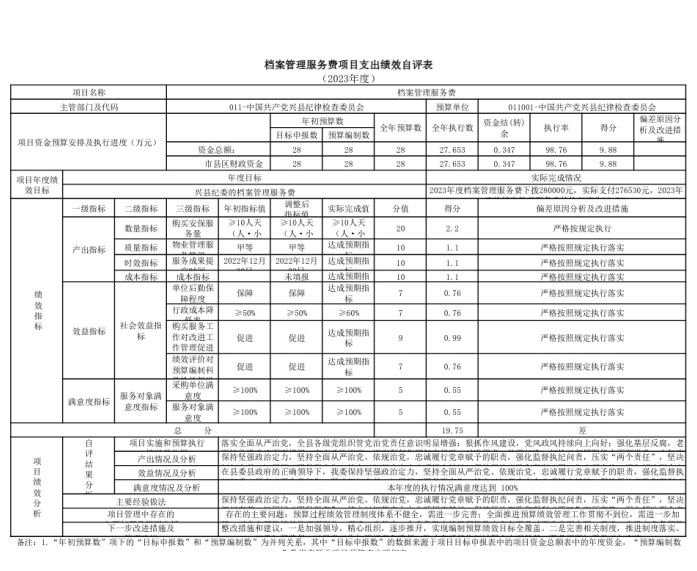 档案管理服务费项目支出绩效自评表
（2023年度）
项目名称 档案管理服务费
主管部门及代码 011-中国共产党兴县纪律检查委员会 预算单位 011001-中国共产党兴县纪律检查委员会
项目资金预算安排及执行进度（万元） 年初预算数 全年预算数 全年执行数 资金结(转)余 执行率 得分 偏差原因分析及改进措施
目标申报数 预算编制数
资金总额： 28 28 28 27.653 0.347 98.76 9.88
市县区财政资金 28 28 28 27.653 0.347 98.76 9.88
项目年度绩效目标 年度目标 实际完成情况
兴县纪委的档案管理服务费 2023年度档案管理服务费下拨280000元，实际支付276530元，2023年
绩效指标 一级指标 二级指标 三级指标 年初指标值 调整后指标值 实际完成值 分值 得分 偏差原因分析及改进措施
产出指标 数量指标 购买安保服务量 ≥10人天（人·小 ≥10人天（人·小 ≥10人天（人·小 20 2.2 严格按规定执行
质量指标 物业管理服 甲等 甲等 达成预期指标 10 1.1 严格按照规定执行落实
时效指标 服务成果提 2022年12月 2022年12月 达成预期指标 10 1.1 严格按照规定执行落实
成本指标 成本指标 未填报 达成预期指 10 1.1 严格按照规定执行落实
效益指标 社会效益指标 单位后勤保障程度 保障 保障 达成预期指标 7 0.76 严格按照规定执行落实
行政成本降 ≥50% ≥50% ≥60% 7 0.76 严格按照规定执行落实
购买服务工作对改进工作管理促进 促进 促进 达成预期指标 9 0.99 严格按照规定执行落实
绩效评价对预算编制科 促进 促进 达成预期指标 7 0.76 严格按照规定执行落实
满意度指标 服务对象满意度指标 采购单位满意度 ≥100% ≥100% ≥100% 5 0.55 严格按照规定执行落实
服务对象满意度 ≥100% ≥100% ≥100% 5 0.55 严格按照规定执行落实
总 分 19.75 差
项目绩效分析 自评结果分 项目实施和预算执行 落实全面从严治党，全县各级党组织管党治党责任意识明显增强；狠抓作风建设，党风政风持续向上向好；强化基层反腐，老
产出情况及分析 保持坚强政治定力，坚持全面从严治党、依规治党，忠诚履行党章赋予的职责，强化监督执纪问责，压实“两个责任”，坚决
效益情况及分析 在县委县政府的正确领导下，我委保持坚强政治定力，坚持全面从严治党、依规治党，忠诚履行党章赋予的职责，强化监督执
满意度情况及分析 本年度的执行情况满意度达到 100%
主要经验做法 保持坚强政治定力，坚持全面从严治党、依规治党，忠诚履行党章赋予的职责，强化监督执纪问责，压实“两个责任”，坚决
项目管理中存在的 存在的主要问题：预算过程绩效管理制度体系不健全，需进一步完善；全面推进预算绩效管理工作贯彻不到位，需进一步加
下一步改进措施及 整改措施和建议：一是加强领导，精心组织，逐步推开，实现编制预算绩效目标全覆盖，二是完善相关制度，推进制度落实。
备注：1.“年初预算数”项下的“目标申报数”和“预算编制数”为并列关系，其中“目标申报数”的数据来源于项目目标申报表中的项目资金总额表中的年度资金，“预算编制数